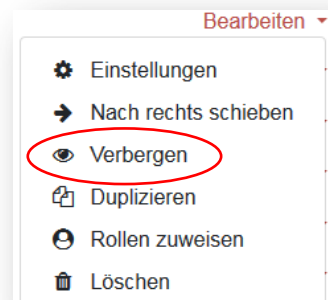 Bearbeiten
Einstellungen
Nach rechts schieben
Verbergen
Duplizieren
Rollen zuweisen
Löschen